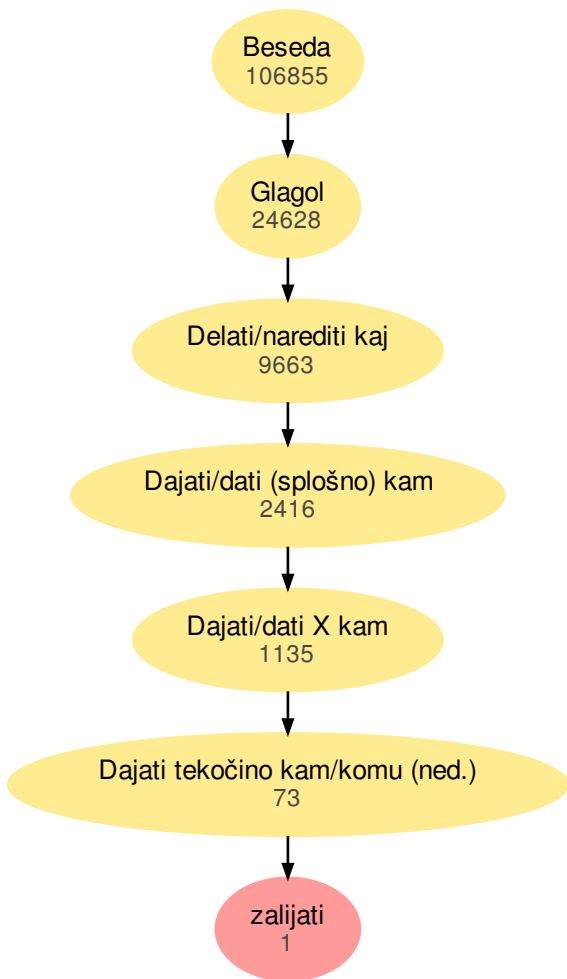 Beseda
106855
Glagol
24628
Delati/narediti kaj
9663
Dajati/dati (splošno) kam
2416
Dajati/dati X kam
1135
Dajati tekočino kam/komu (ned.)
73
zalijati
1